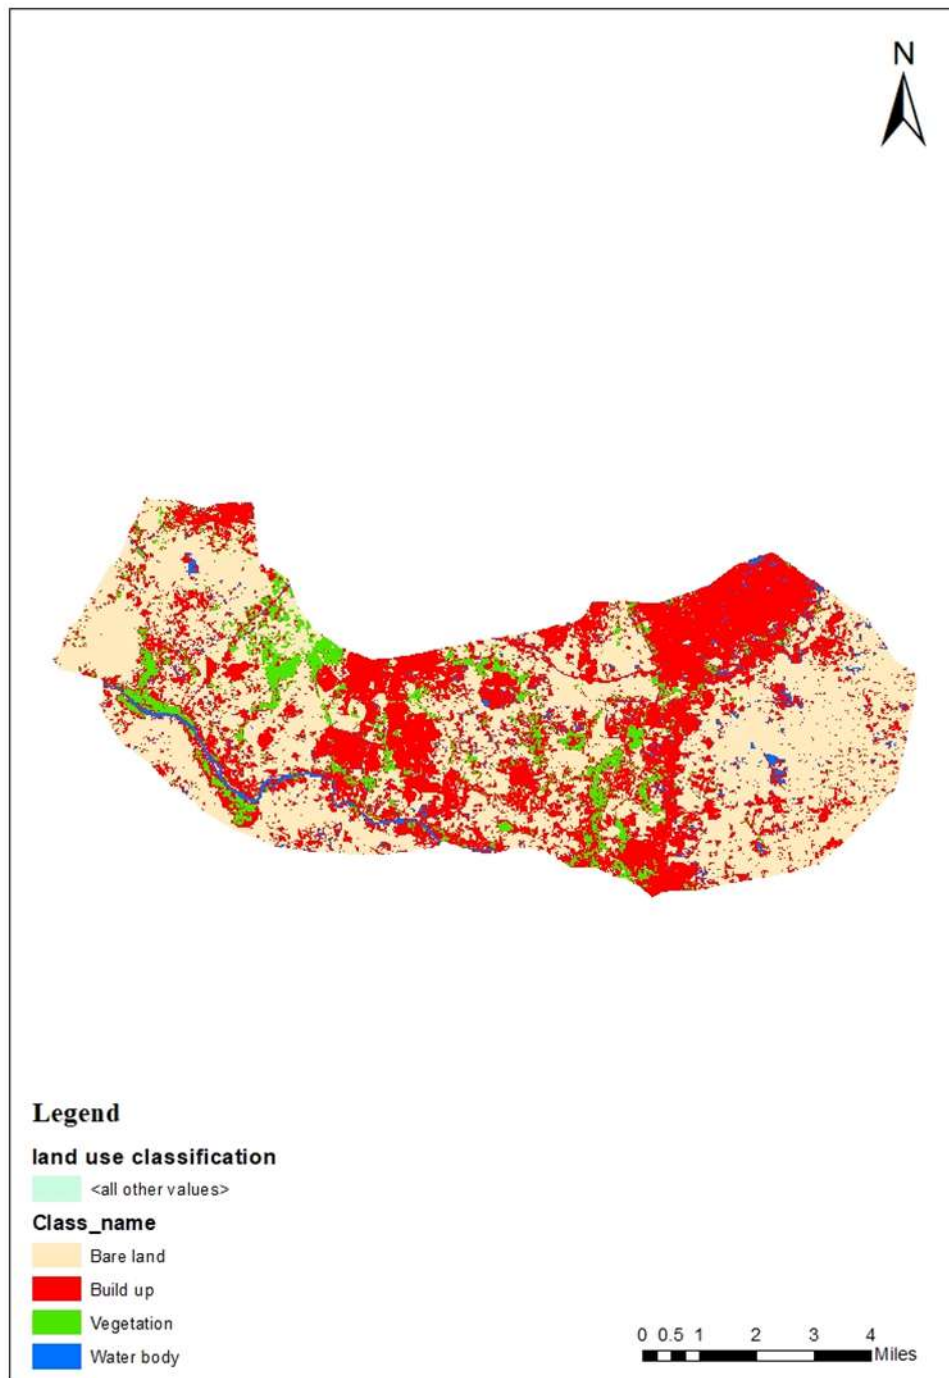 N
Legend
land use classification
<all other values>
Class_name
Bare land
Build up
Vegetation
Water body
0 0.5 1 2 3 4
Miles